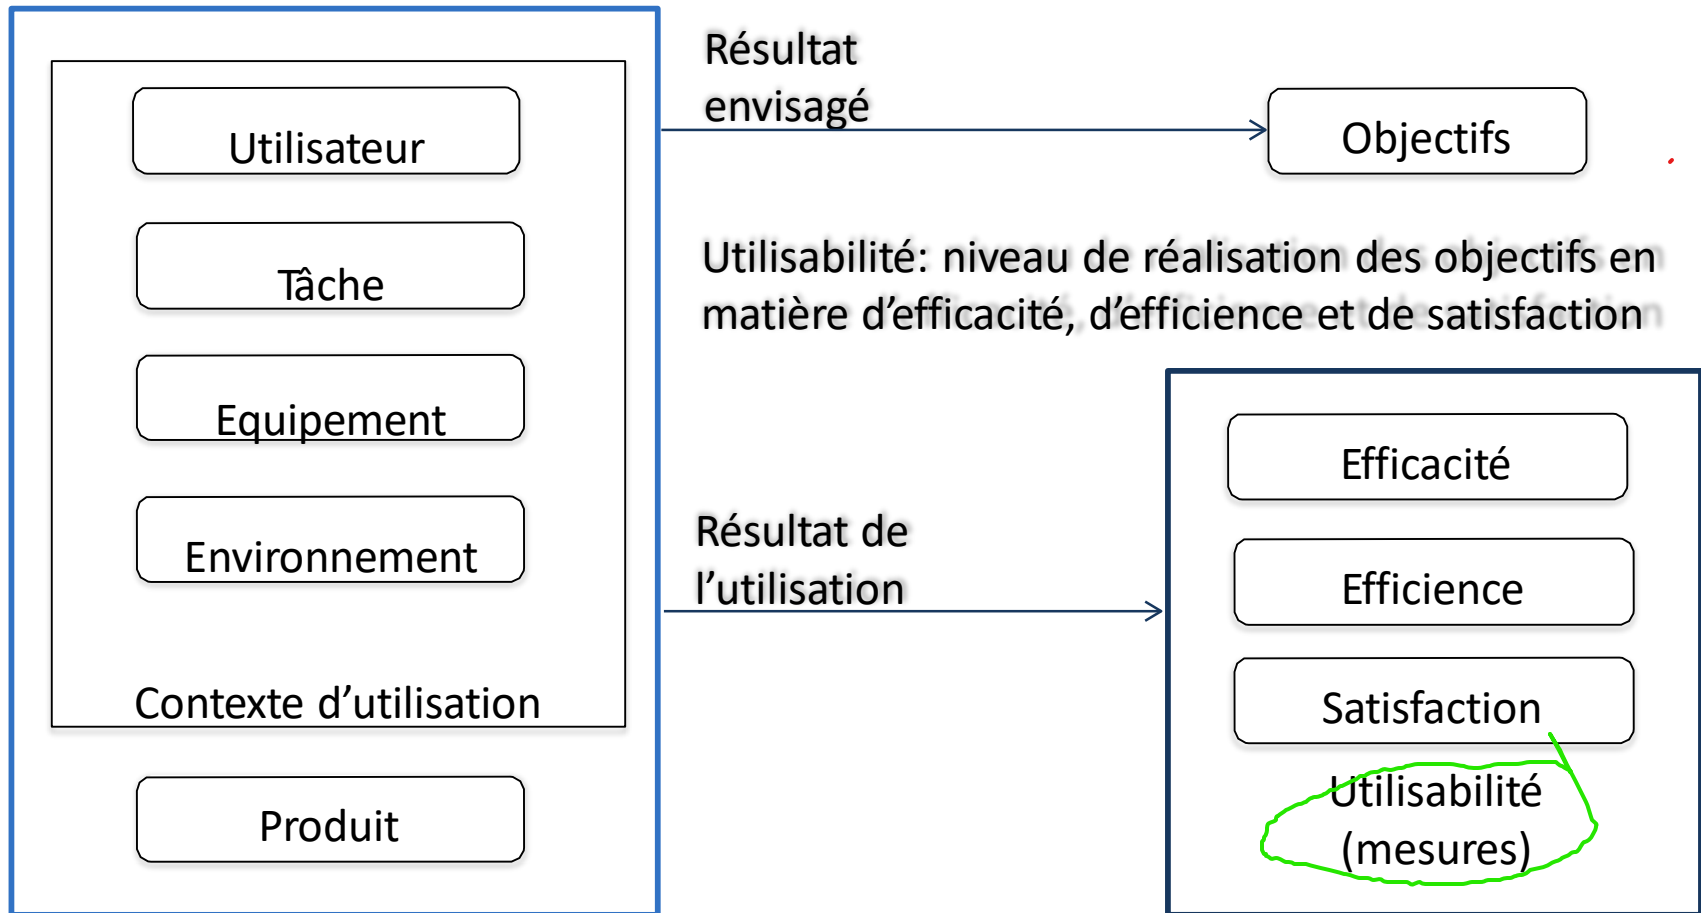 Utilisateur
Tâche
Equipement
Environnement
Contexte d’utilisation
Produit
Résultat
envisagé
Objectifs
Utilisabilité: niveau de réalisation des objectifs en
matière d’efficacité, d’efficience et de satisfaction
Résultat de
l’utilisation
Efficacité
Efficience
Satisfaction
Utilisabilité
(mesures)